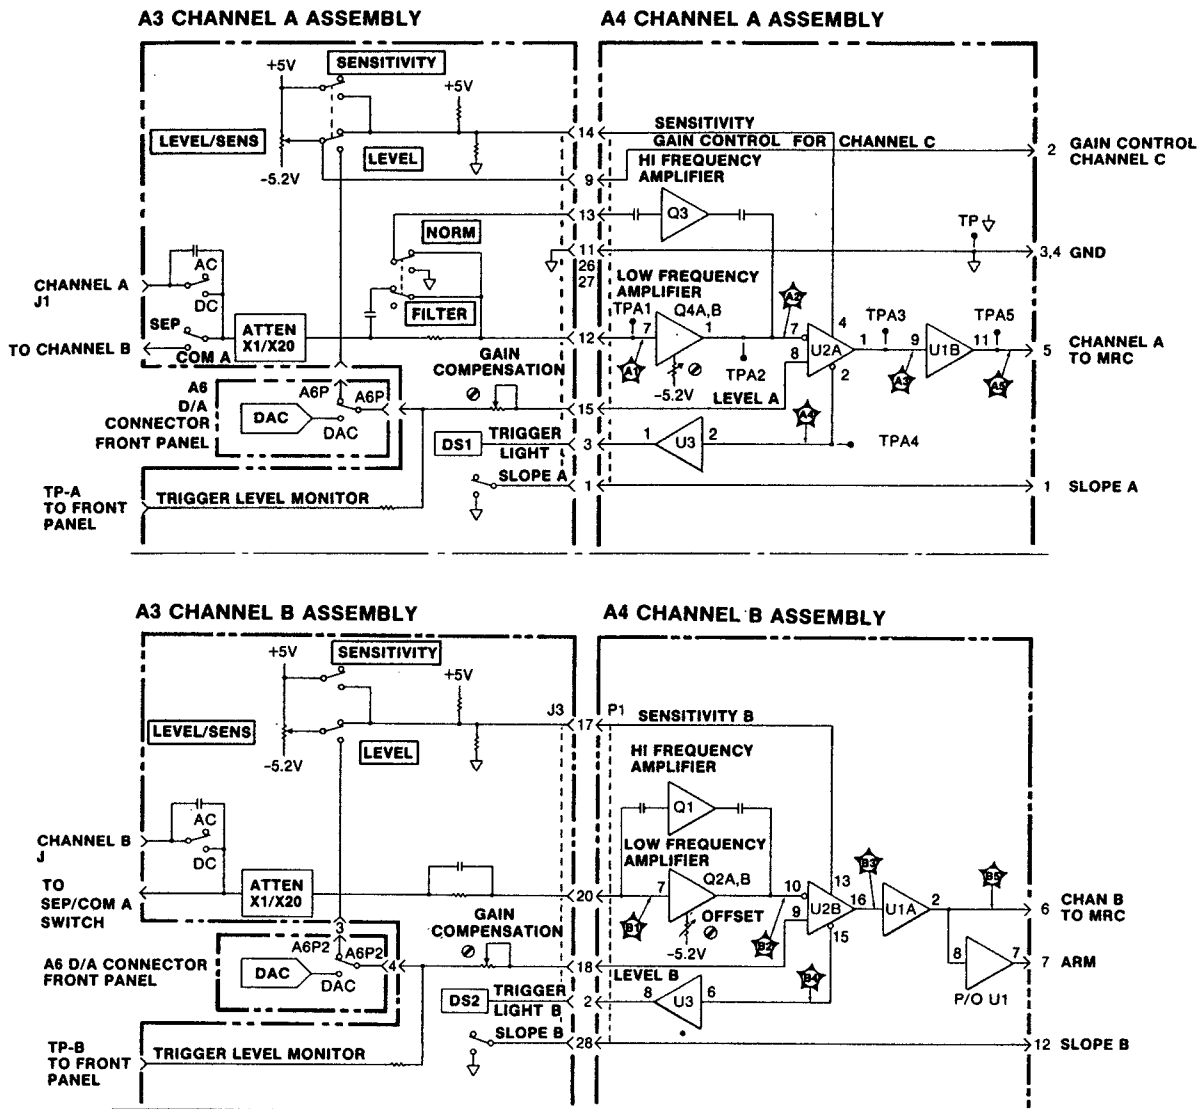 A3 CHANNEL A ASSEMBLY
A4 CHANNEL A ASSEMBLY
+5V
SENSITIVITY
+5V
LEVEL/SENS
LEVEL
-5.2V
14
SENSITIVITY
GAIN CONTROL FOR CHANNEL C
2
GAIN CONTROL
CHANNEL C
9
HI FREQUENCY
AMPLIFIER
13
Q3
NORM
TP
11
3,4 GND
26
27
AC
DC
CHANNEL A
J1
LOW FREQUENCY
AMPLIFIER
A2
FILTER
TPA1
Q4A,B
SEP
ATTEN
X1/X20
TO CHANNEL B
COM A
12
7
1
7
4
8
U2A
1
2
TPA3
9
U1B
11
TPA5
5
CHANNEL A
TO MRC
GAIN
COMPENSATION
A1
TPA2
A3
A5
-5.2V
LEVEL A
A6
D/A
CONNECTOR
FRONT PANEL
A6P
A6P
DAC
DAC
15
A4
DS1
TRIGGER
LIGHT
3
1
U3
2
TPA4
SLOPE A
1
1
SLOPE A
TP-A
TO FRONT
PANEL
TRIGGER LEVEL MONITOR
A3 CHANNEL B ASSEMBLY
A4 CHANNEL B ASSEMBLY
+5V
SENSITIVITY
+5V
LEVEL/SENS
LEVEL
-5.2V
J3
17
P1
SENSITIVITY B
HI FREQUENCY
AMPLIFIER
Q1
AC
DC
CHANNEL B
J
LOW FREQUENCY
AMPLIFIER
Q2A,B
B3
B5
TO
SEP/COM A
SWITCH
ATTEN
X1/X20
20
7
10
13
9
U2B
16
15
U1A
2
6
CHAN B
TO MRC
B1
OFFSET
B2
-5.2V
GAIN
COMPENSATION
3
A6P2
A6P2
4
A6 D/A CONNECTOR
FRONT PANEL
DAC
DAC
18
LEVEL B
B4
8
7
7
ARM
P/O U1
DS2
TRIGGER
LIGHT B
2
8
U3
6
SLOPE B
28
12
SLOPE B
TP-B
TO FRONT
PANEL
TRIGGER LEVEL MONITOR